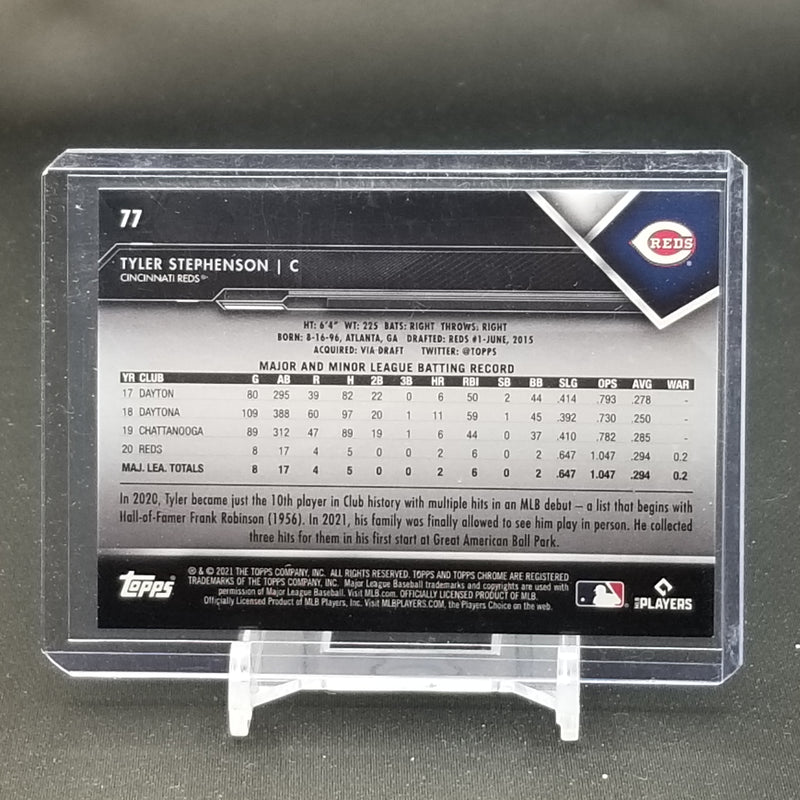 77
REDS
TYLER STEPHENSON | C
CINCINNATI REDS®
HT: 6'4" WT: 225 BATS: RIGHT THROWS: RIGHT
BORN: 8-16-96, ATLANTA, GA DRAFTED: REDS #1-JUNE, 2015
ACQUIRED: VIA DRAFT TWITTER: @TOPPS
MAJOR AND MINOR LEAGUE BATTING RECORD
YR CLUB G AB R H 2B 3B HR RBI SB BB SLG OPS AVG WAR
17 DAYTON 80 295 39 82 22 0 6 50 2 44 .414 .793 .278 -
18 DAYTONA 109 388 60 97 20 1 11 59 1 45 .392 .730 .250 -
19 CHATTANOOGA 89 312 47 89 19 1 6 44 0 37 .410 .782 .285 -
20 REDS 8 17 4 5 0 0 2 6 0 2 .647 1.047 .294 0.2
MAJ. LEA. TOTALS 8 17 4 5 0 0 2 6 0 2 .647 1.047 .294 0.2
In 2020, Tyler became just the 10th player in Club history with multiple hits in an MLB debut – a list that begins with
Hall-of-Famer Frank Robinson (1956). In 2021, his family was finally allowed to see him play in person. He collected
three hits for them in his first start at Great American Ball Park.
topps®
® & © 2021 THE TOPPS COMPANY, INC. ALL RIGHTS RESERVED. TOPPS AND TOPPS CHROME ARE REGISTERED
TRADEMARKS OF THE TOPPS COMPANY, INC. Major League Baseball trademarks and copyrights are used with
permission of Major League Baseball. Visit MLB.com. OFFICIALLY LICENSED PRODUCT OF MLB.
Officially Licensed Product of MLB Players, Inc. Visit MLBPLAYERS.COM, the Players Choice on the web.
MLB PLAYERS